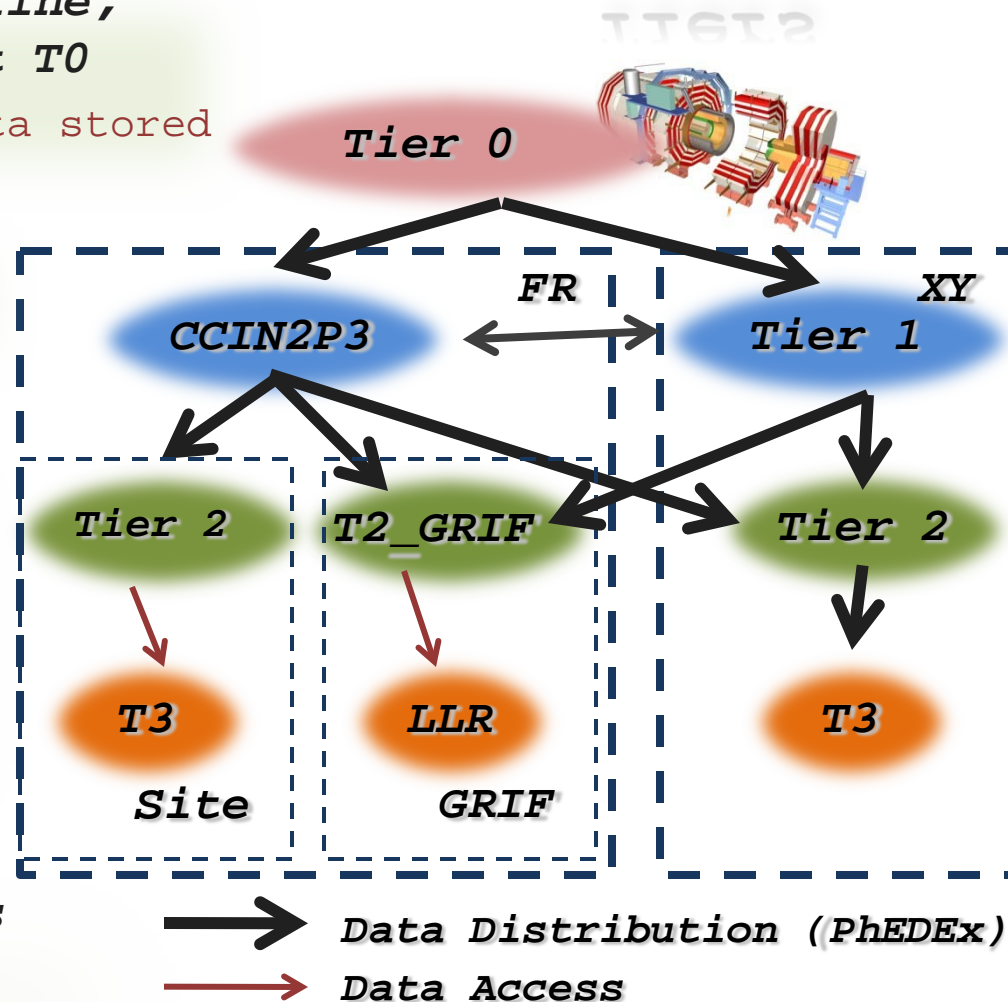 T0
stored
Tiers
Tier 0
FR
XY
CCIN2P3
Tier 1
Tier 2
T2_GRIF
Tier 2
T3
LLR
T3
Site
GRIF
Data Distribution (PhEDEx)
Data Access